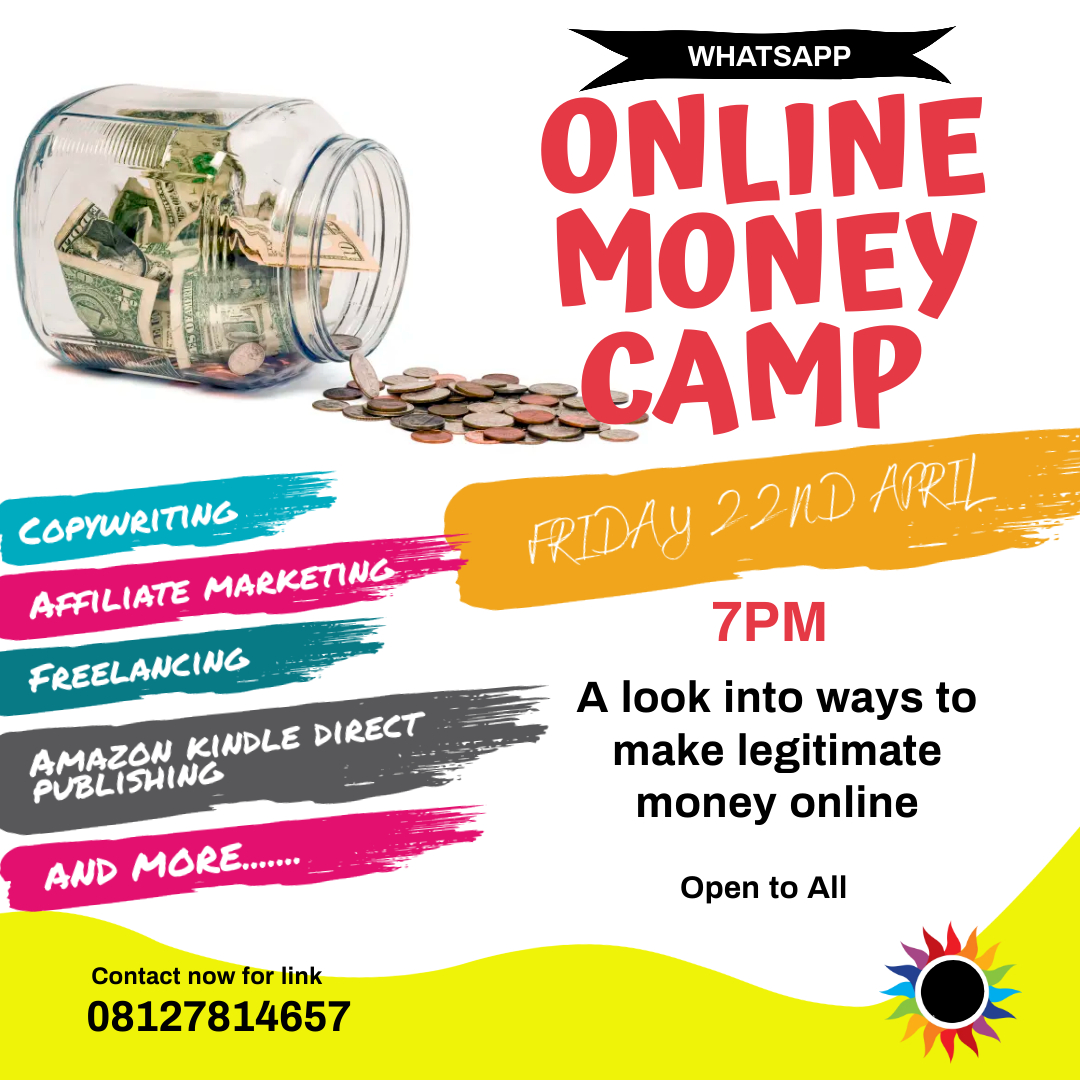 WHATSAPP
ONLINE
MONEY
CAMP
FRIDAY 22ND APRIL
7PM
A look into ways to
make legitimate
money online
Open to All
COPYWRITING
AFFILIATE MARKETING
FREELANCING
AMAZON KINDLE DIRECT
PUBLISHING
AND MORE.......
Contact now for link
08127814657